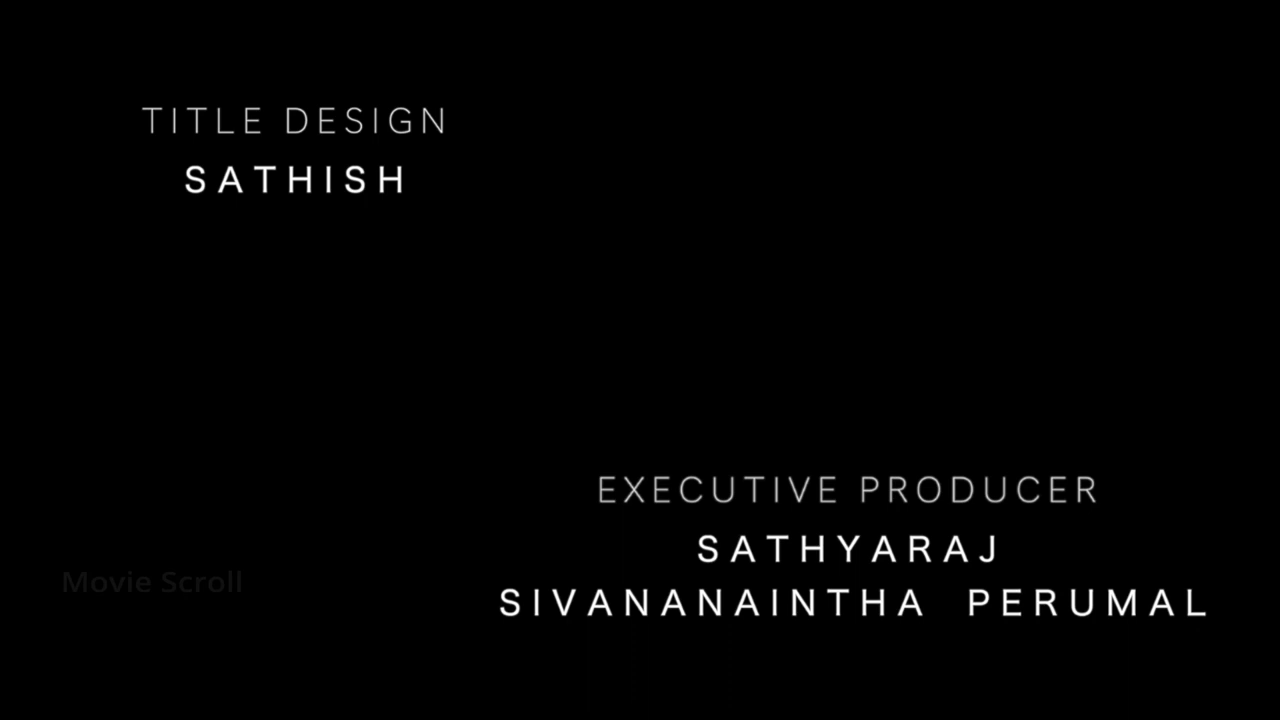 TITLE DESIGN
SATHISH
EXECUTIVE PRODUCER
SATHYARAJ
SIVANANAINTHA PERUMAL
Movie Scroll